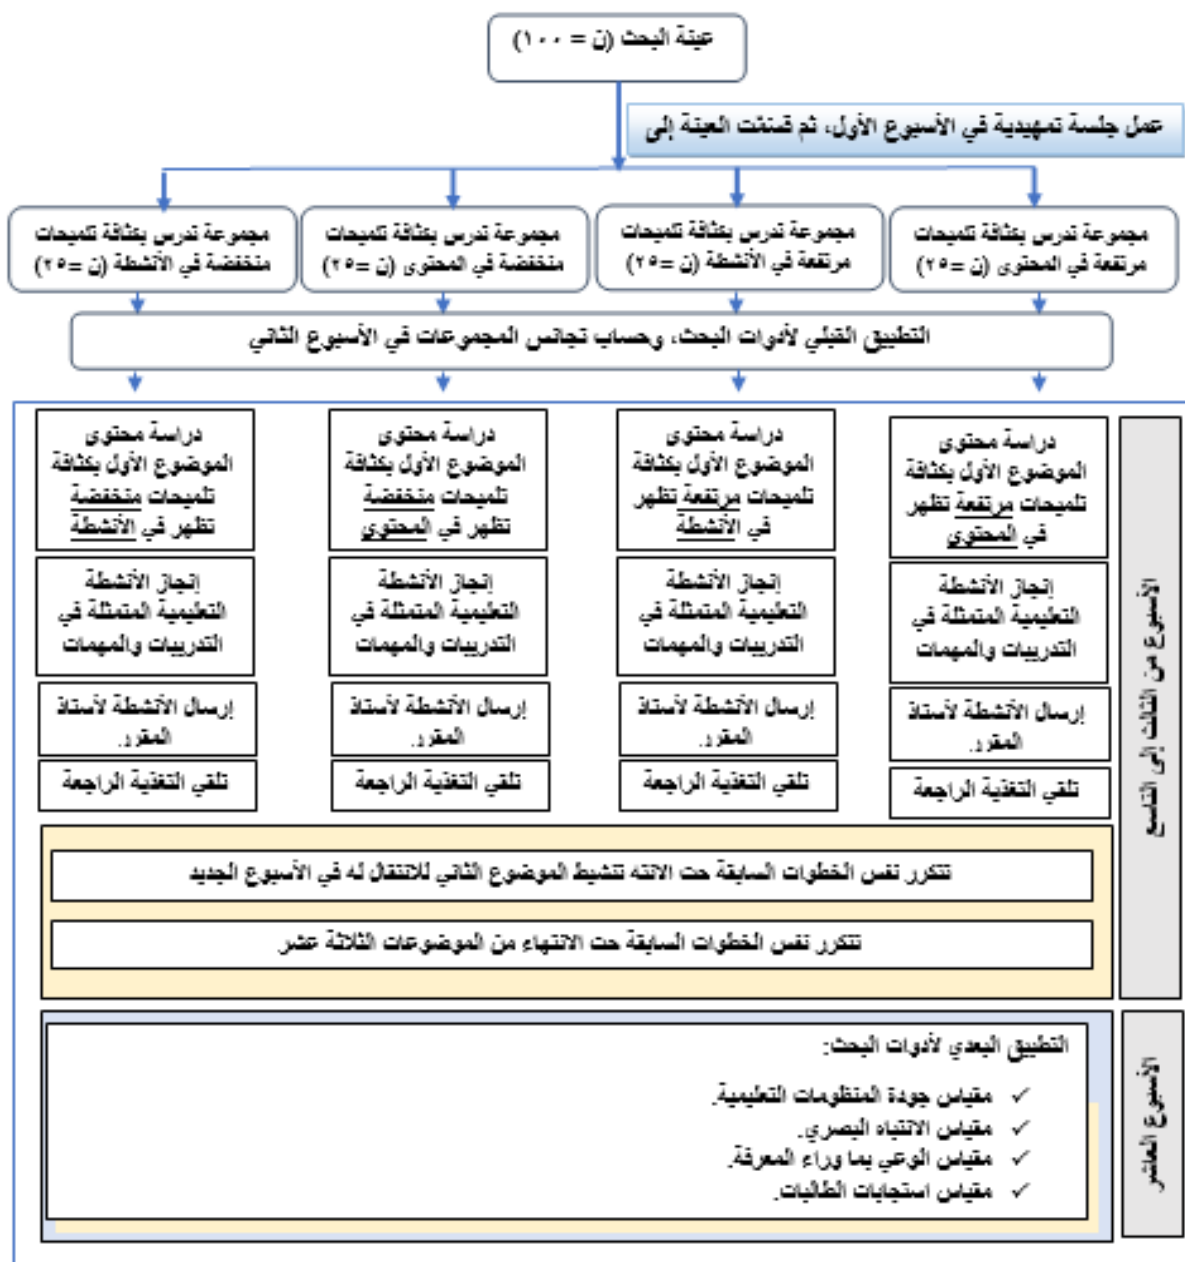 عينة البحث (ن = ١٠٠)
عمل جلسة تمهيدية في الأسبوع الأول، ثم قسمت العينة إلى
مجموعة تدرس بكثافة تلميحات
مرتفعة في المحتوى (ن =٢٥)
مجموعة تدرس بكثافة تلميحات
مرتفعة في الأنشطة (ن =٢٥)
مجموعة تدرس بكثافة تلميحات
منخفضة في المحتوى (ن =٢٥)
مجموعة تدرس بكثافة تلميحات
منخفضة في الأنشطة (ن =٢٥)
التطبيق القبلي لأدوات البحث، وحساب تجانس المجموعات في الأسبوع الثاني
الأسبوع من الثالث إلى التاسع
دراسة محتوى
الموضوع الأول بكثافة
تلميحات مرتفعة تظهر
في المحتوي
إنجاز الأنشطة
التعليمية المتمثلة في
التدريبات والمهمات
إرسال الأنشطة لأستاذ
المقرر.
تلقي التغذية الراجعة
دراسة محتوى
الموضوع الأول بكثافة
تلميحات مرتفعة تظهر
في الأنشطة
إنجاز الأنشطة
التعليمية المتمثلة في
التدريبات والمهمات
إرسال الأنشطة لأستاذ
المقرر.
تلقي التغذية الراجعة
دراسة محتوى
الموضوع الأول بكثافة
تلميحات منخفضة
تظهر في المحتوي
إنجاز الأنشطة
التعليمية المتمثلة في
التدريبات والمهمات
إرسال الأنشطة لأستاذ
المقرر.
تلقي التغذية الراجعة
دراسة محتوى
الموضوع الأول بكثافة
تلميحات منخفضة
تظهر في الأنشطة
إنجاز الأنشطة
التعليمية المتمثلة في
التدريبات والمهمات
إرسال الأنشطة لأستاذ
المقرر.
تلقي التغذية الراجعة
تتكرر نفس الخطوات السابقة حت الانته تنشيط الموضوع الثاني للانتقال له في الأسبوع الجديد
تتكرر نفس الخطوات السابقة حت الانتهاء من الموضوعات الثلاثة عشر
الأسبوع العاشر
التطبيق البعدي لأدوات البحث:
✓ مقياس جودة المنظومات التعليمية.
✓ مقياس الانتباه البصري.
✓ مقياس الوعي بما وراء المعرفة.
✓ مقياس استجابات الطالبات.